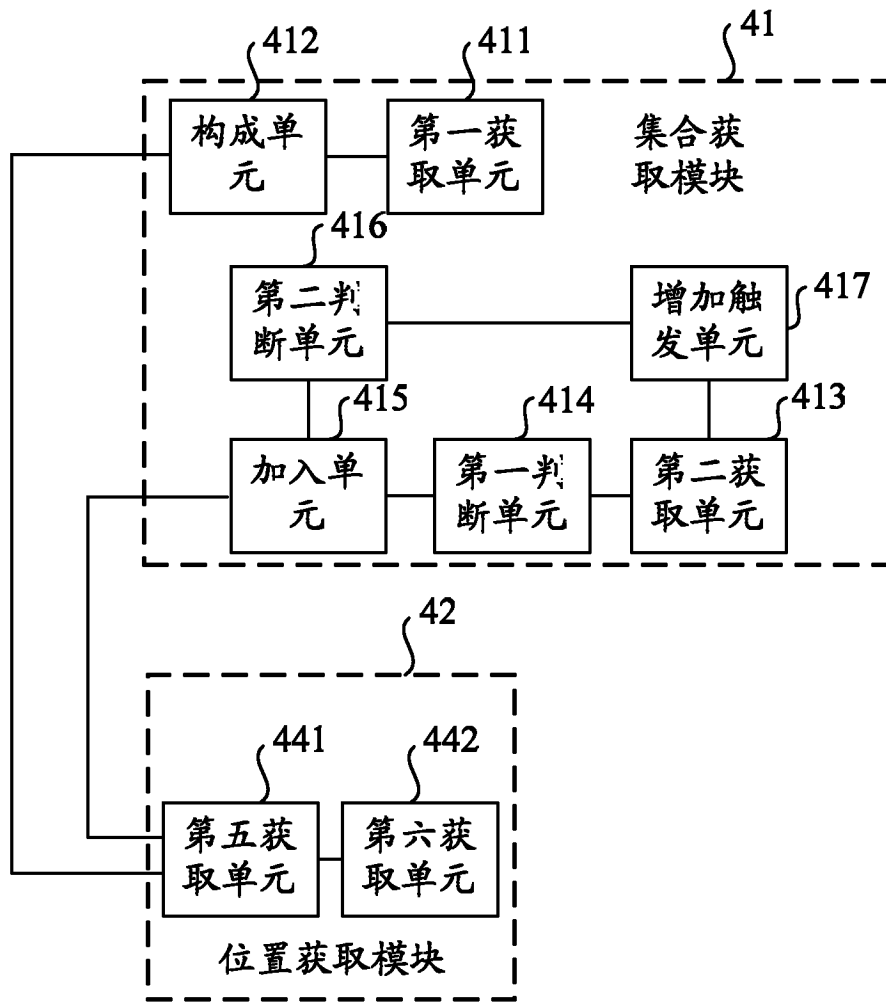 412
411
41
构成单
元
第一获
取单元
集合获
取模块
416
第二判
断单元
增加触
发单元
417
415
414
413
加入单
元
第一判
断单元
第二获
取单元
42
441
442
第五获
取单元
第六获
取单元
位置获取模块